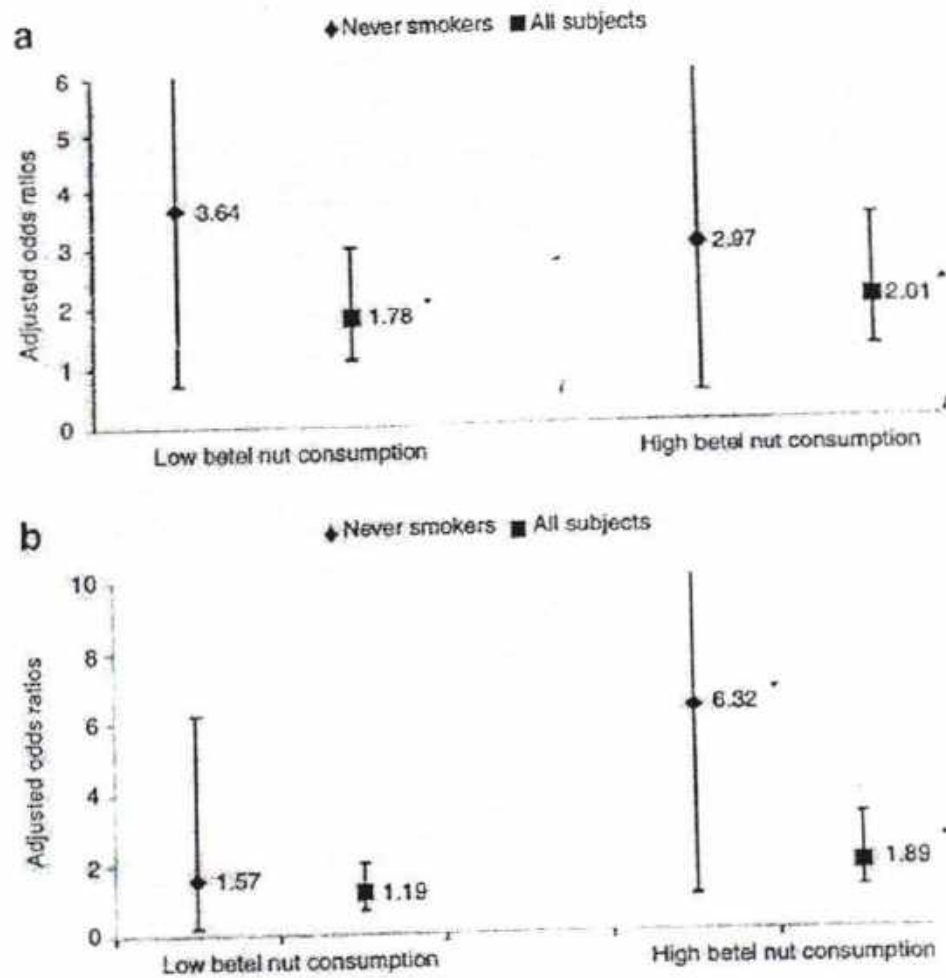 a
◆Never smokers ■All subjects
Adjusted odds ratios
6
5
4
3
2
1
0
3.64
1.78 *
2.97
2.01 *
Low betel nut consumption
High betel nut consumption
b
◆Never smokers ■All subjects
Adjusted odds ratios
10
8
6
4
2
0
1.57
1.19
6.32 *
1.89 *
Low betel nut consumption
High betel nut consumption